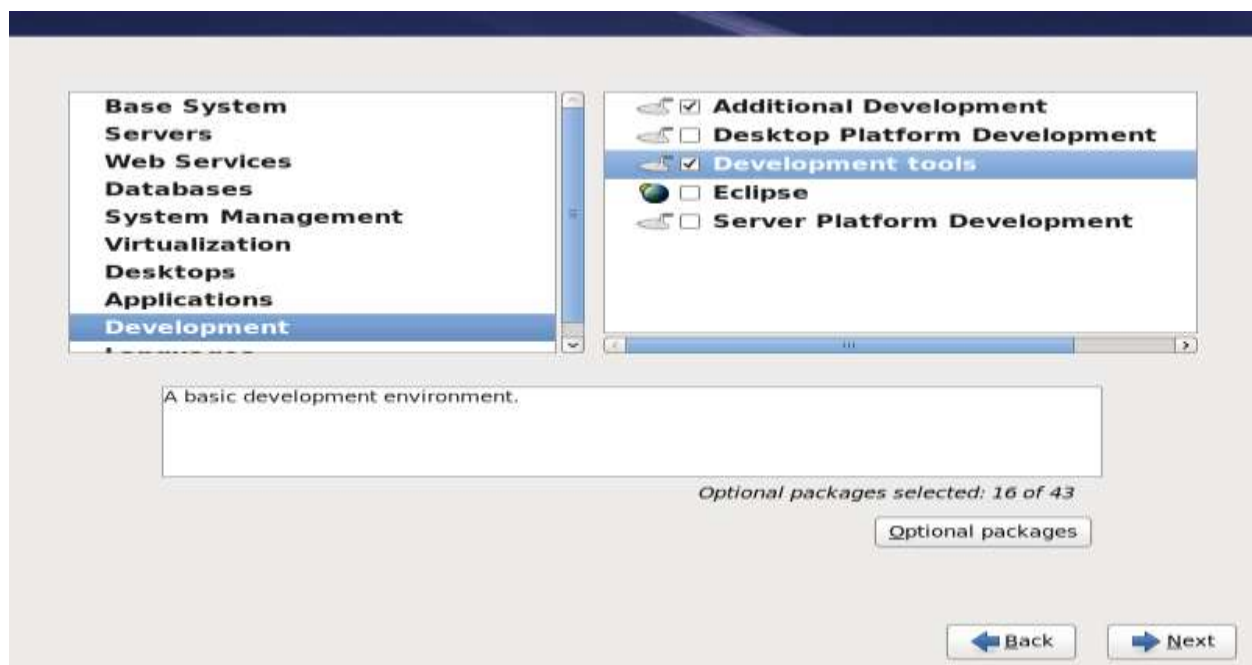 Base System
Servers
Web Services
Databases
System Management
Virtualization
Desktops
Applications
Development
Additional Development
Desktop Platform Development
Development tools
Eclipse
Server Platform Development
A basic development environment.
Optional packages selected: 16 of 43
Optional packages
Back
Next